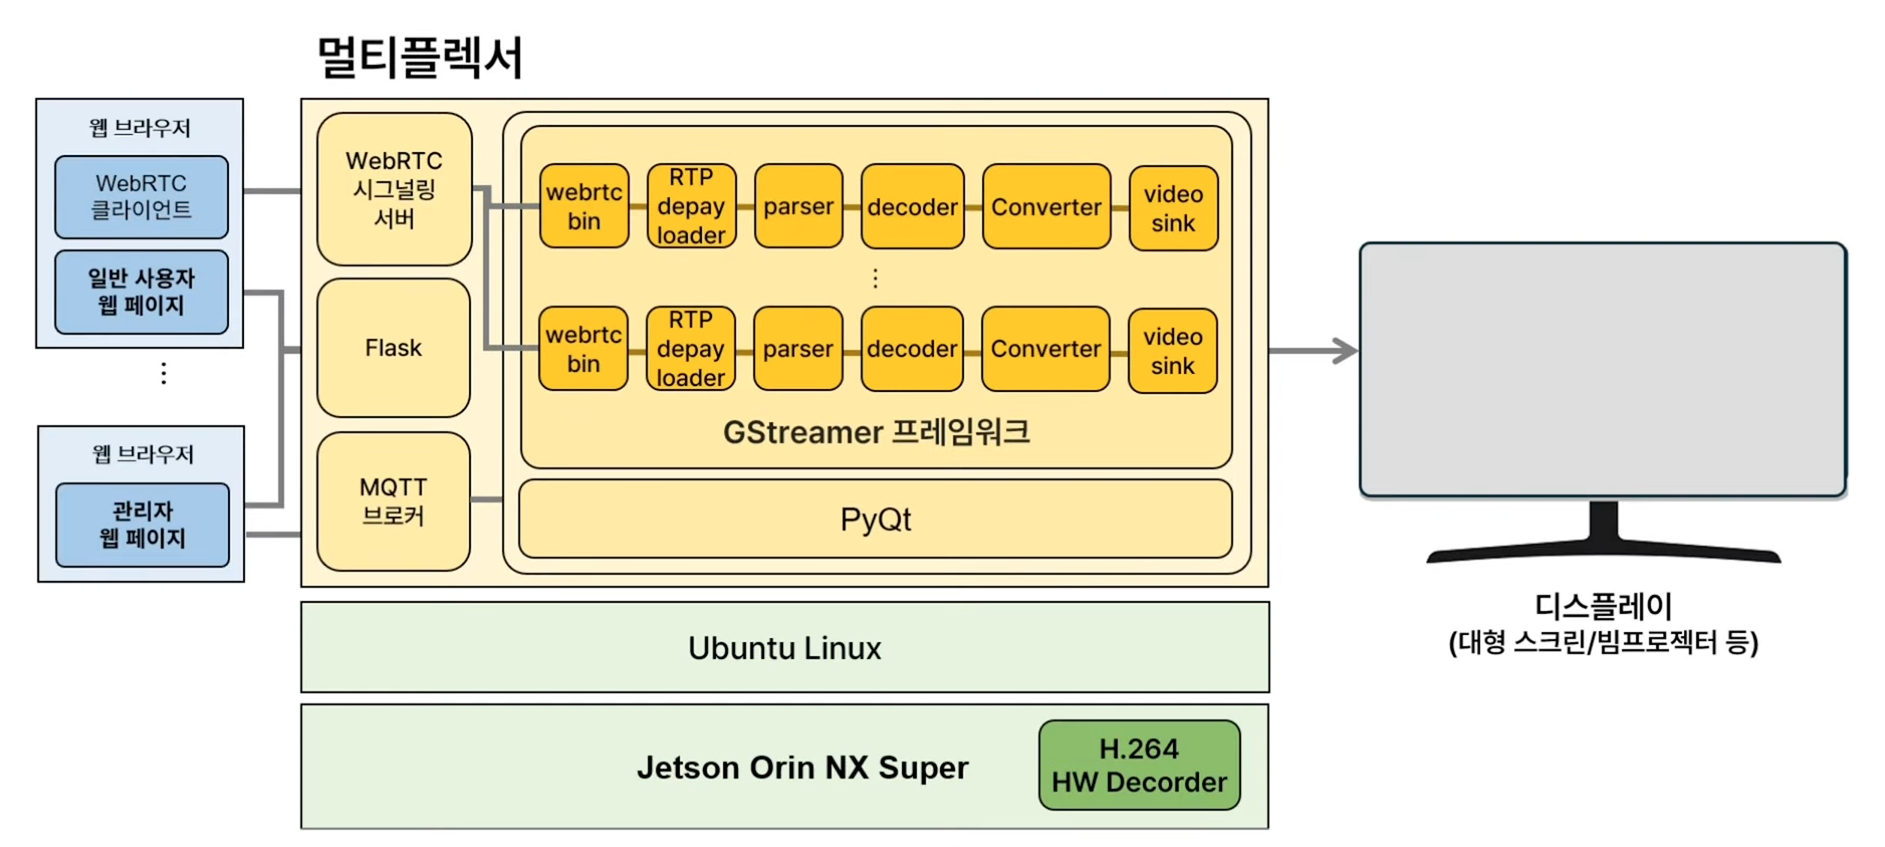 멀티플렉서
웹 브라우저
WebRTC
클라이언트
일반 사용자
웹 페이지
⋮
웹 브라우저
관리자
웹 페이지
WebRTC
시그널링
서버
Flask
MQTT
브로커
webrtc
bin
RTP
depay
loader
parser
decoder
Converter
video
sink
⋮
webrtc
bin
RTP
depay
loader
parser
decoder
Converter
video
sink
GStreamer 프레임워크
PyQt
Ubuntu Linux
Jetson Orin NX Super
H.264
HW Decorder
디스플레이
(대형 스크린/빔프로젝터 등)